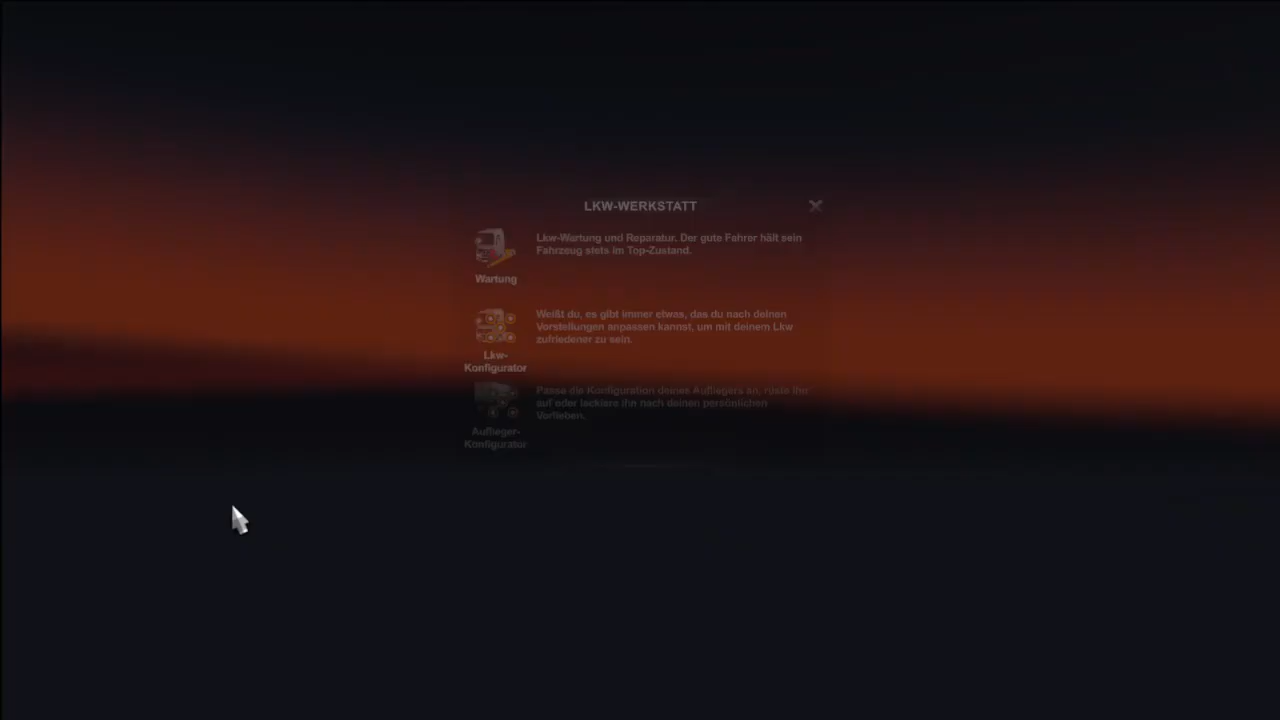 LKW-WERKSTATT
Lkw-Wartung und Reparatur. Der gute Fahrer hält sein
Fahrzeug stets im Top-Zustand.
Wartung
Weißt du, es gibt immer etwas, das du nach deinen
Vorstellungen anpassen kannst, um mit deinem Lkw
zufriedener zu sein.
Lkw-
Konfigurator
Passe die Konfiguration deines Aufliegers an, rüste ihn
auf oder lackiere ihn nach deinen persönlichen
Vorlieben.
Auflieger-
Konfigurator